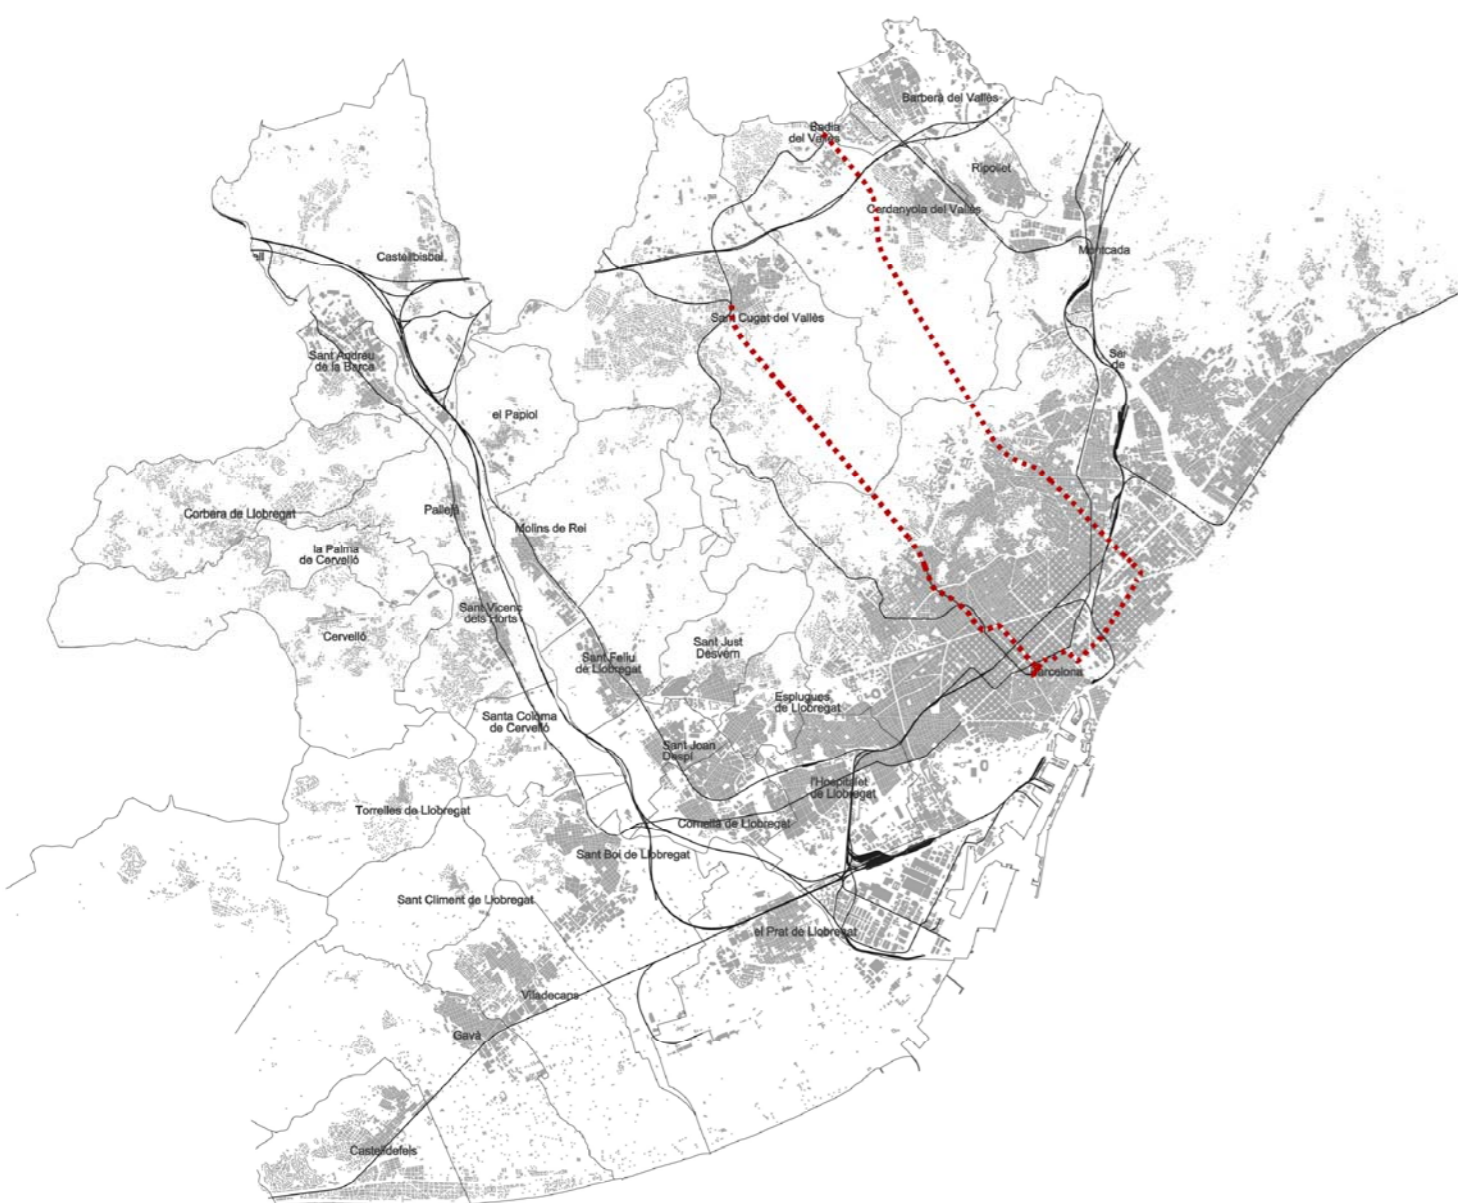 Barberà del Vallès
Badia
del Vallès
Ripollet
Cerdanyola del Vallès
Montcada
Castellbisbal
ell
Sant Cugat del Vallès
Sant Andreu
de la Barca
Sar
de
el Papiol
Corbera de Llobregat
Pallejà
Molins de Rei
la Palma
de Cervelló
Sant Vicenç
dels Horts
Cervelló
Sant Just
Desvern
Sant Feliu
de Llobregat
Barcelona
Esplugues
de Llobregat
Santa Coloma
de Cervelló
Sant Joan
Despí
l'Hospitalet
de Llobregat
Torrelles de Llobregat
Cornellà de Llobregat
Sant Boi de Llobregat
Sant Climent de Llobregat
el Prat de Llobregat
Viladecans
Gavà
Castelldefels